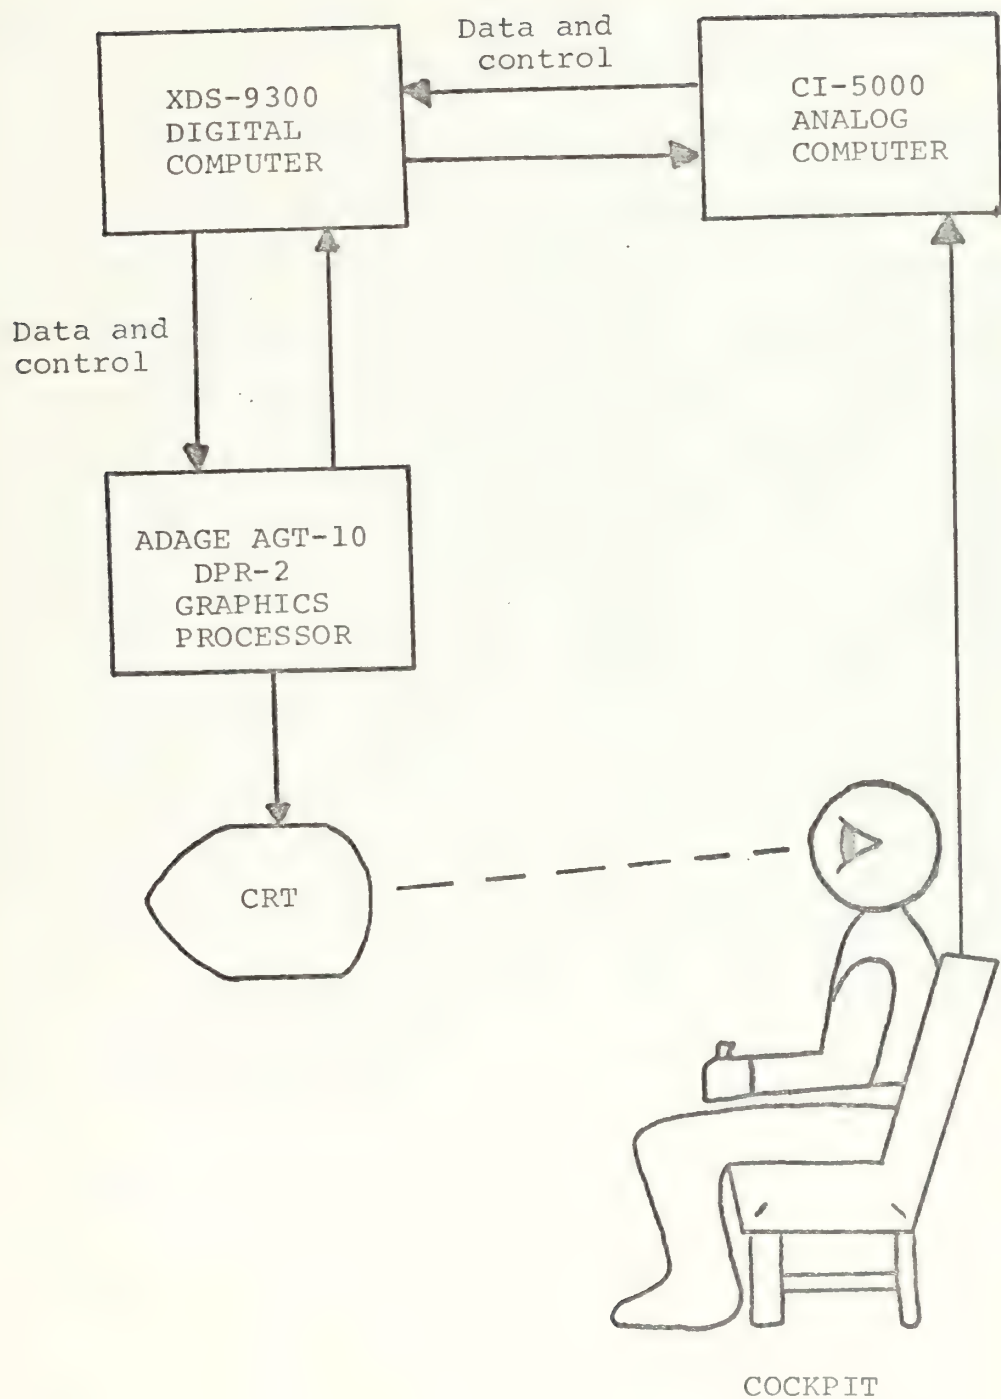 Data and
control
XDS-9300
DIGITAL
COMPUTER
CI-5000
ANALOG
COMPUTER
Data and
control
ADAGE AGT-10
DPR-2
GRAPHICS
PROCESSOR
CRT
COCKPIT